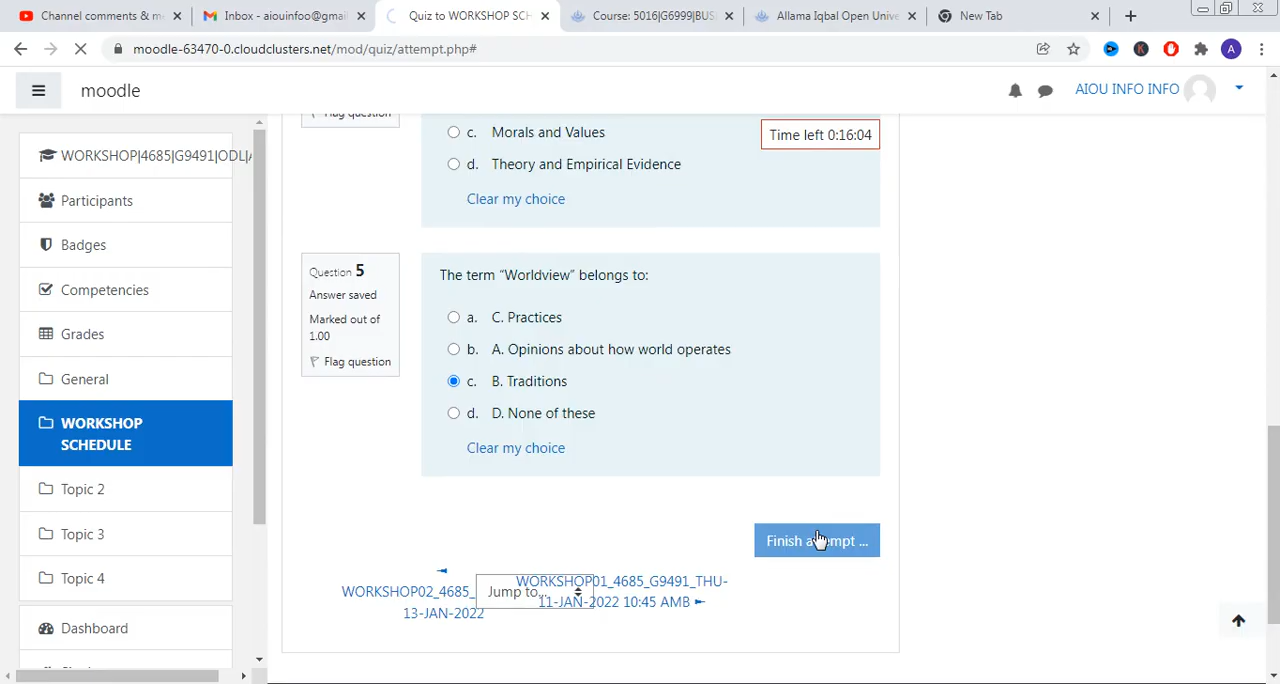 Channel comments & m
Inbox - aiouinfoo@gmail
Quiz to WORKSHOP SCH
Course: 5016|G6999|BUS
Allama Iqbal Open Unive
New Tab
moodle-63470-0.cloudclusters.net/mod/quiz/attempt.php#
K
A
moodle
AIOU INFO INFO
WORKSHOP|4685|G9491|ODL|A
Participants
Badges
Competencies
Grades
General
WORKSHOP
SCHEDULE
Topic 2
Topic 3
Topic 4
Dashboard
Flag question
c. Morals and Values
Time left 0:16:04
d. Theory and Empirical Evidence
Clear my choice
Question 5
Answer saved
Marked out of
1.00
Flag question
The term “Worldview” belongs to:
a. C. Practices
b. A. Opinions about how world operates
c. B. Traditions
d. D. None of these
Clear my choice
Finish attempt ...
WORKSHOP02_4685_
13-JAN-2022
Jump to...
WORKSHOP01_4685_G9491_THU-
11-JAN-2022 10:45 AMB